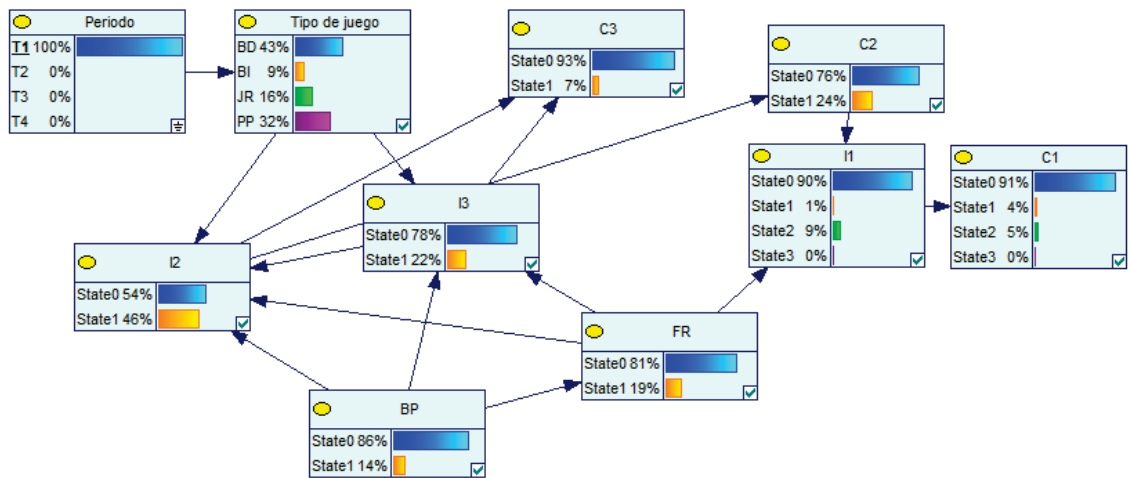 Periodo
T1 100%
T2 0%
T3 0%
T4 0%
Tipo de juego
BD 43%
BI 9%
JR 16%
PP 32%
C3
State0 93%
State1 7%
C2
State0 76%
State1 24%
I1
State0 90%
State1 1%
State2 9%
State3 0%
C1
State0 91%
State1 4%
State2 5%
State3 0%
I3
State0 78%
State1 22%
I2
State0 54%
State1 46%
FR
State0 81%
State1 19%
BP
State0 86%
State1 14%